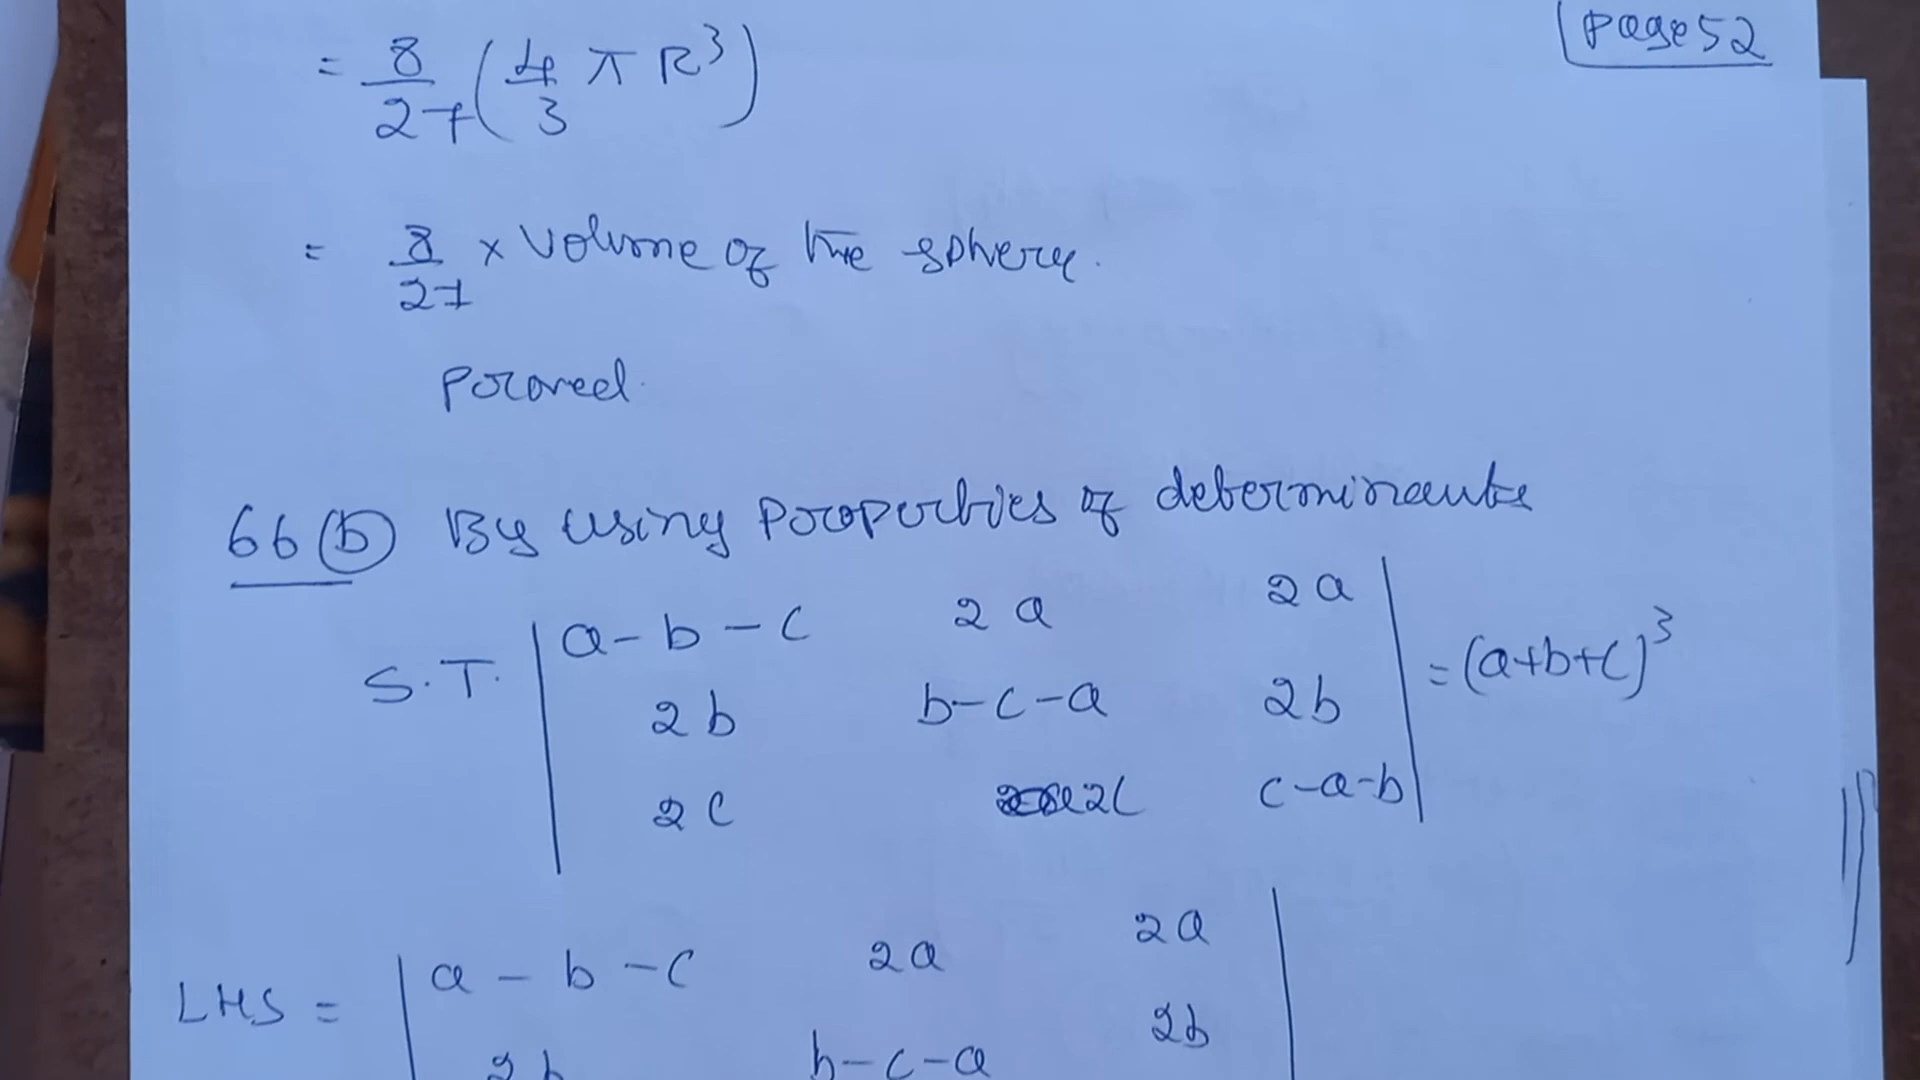 Page 52
= 8/27 (4/3 π R³)
= 8/27 × Volume of the sphere.
Proved.
66 (b) By using Properties of determinants
S.T. | a-b-c 2a 2a | = (a+b+c)³
2b b-c-a 2b
2c 2c c-a-b
LHS = | a-b-c 2a 2a |
2b b-c-a 2b